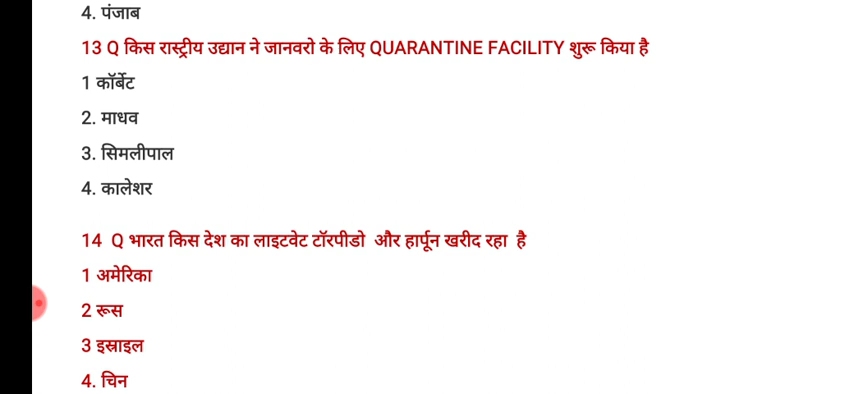 4. पंजाब
13 Q किस रास्ट्रीय उद्यान ने जानवरो के लिए QUARANTINE FACILITY शुरू किया है
1 कॉर्बेट
2. माधव
3. सिमलीपाल
4. कालेशर
14 Q भारत किस देश का लाइटवेट टॉरपीडो और हार्पून खरीद रहा है
1 अमेरिका
2 रूस
3 इस्राइल
4. चिन